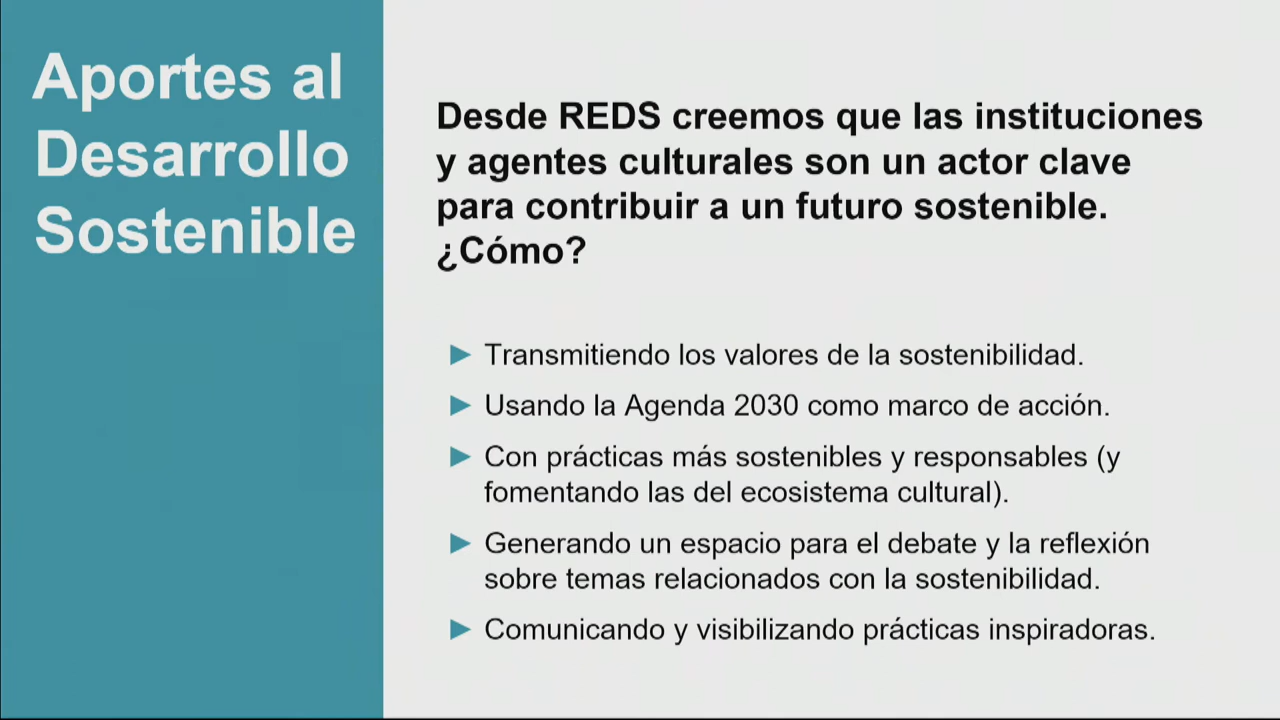 Aportes al
Desarrollo
Sostenible
Desde REDS creemos que las instituciones
y agentes culturales son un actor clave
para contribuir a un futuro sostenible.
¿Cómo?
Transmitiendo los valores de la sostenibilidad.
Usando la Agenda 2030 como marco de acción.
Con prácticas más sostenibles y responsables (y
fomentando las del ecosistema cultural).
Generando un espacio para el debate y la reflexión
sobre temas relacionados con la sostenibilidad.
Comunicando y visibilizando prácticas inspiradoras.